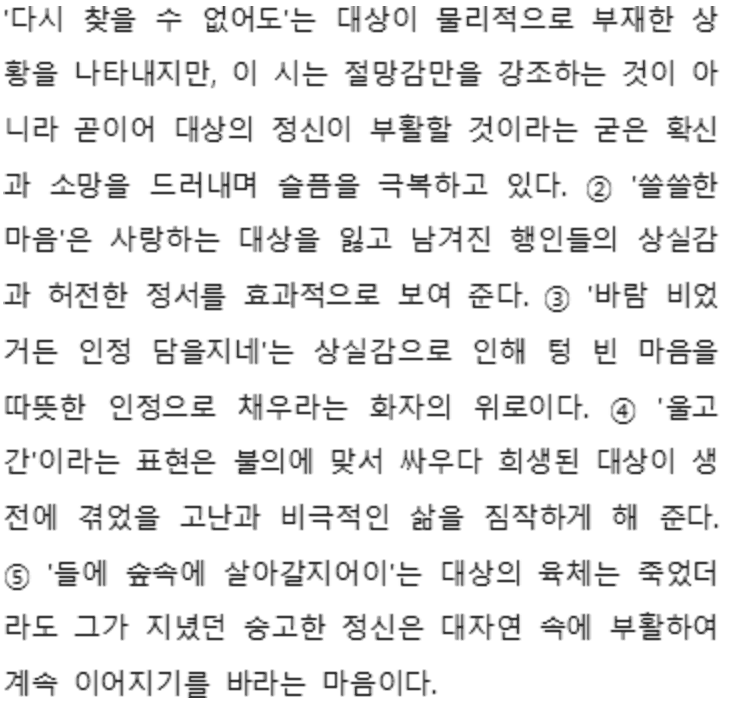 '다시 찾을 수 없어도'는 대상이 물리적으로 부재한 상
황을 나타내지만, 이 시는 절망감만을 강조하는 것이 아
니라 곧이어 대상의 정신이 부활할 것이라는 굳은 확신
과 소망을 드러내며 슬픔을 극복하고 있다. ② '쓸쓸한
마음'은 사랑하는 대상을 잃고 남겨진 행인들의 상실감
과 허전한 정서를 효과적으로 보여 준다. ③ '바람 비었
거든 인정 담을지네'는 상실감으로 인해 텅 빈 마음을
따뜻한 인정으로 채우라는 화자의 위로이다. ④ '울고
간'이라는 표현은 불의에 맞서 싸우다 희생된 대상이 생
전에 겪었을 고난과 비극적인 삶을 짐작하게 해 준다.
⑤ '들에 숲속에 살아갈지어이'는 대상의 육체는 죽었더
라도 그가 지녔던 숭고한 정신은 대자연 속에 부활하여
계속 이어지기를 바라는 마음이다.